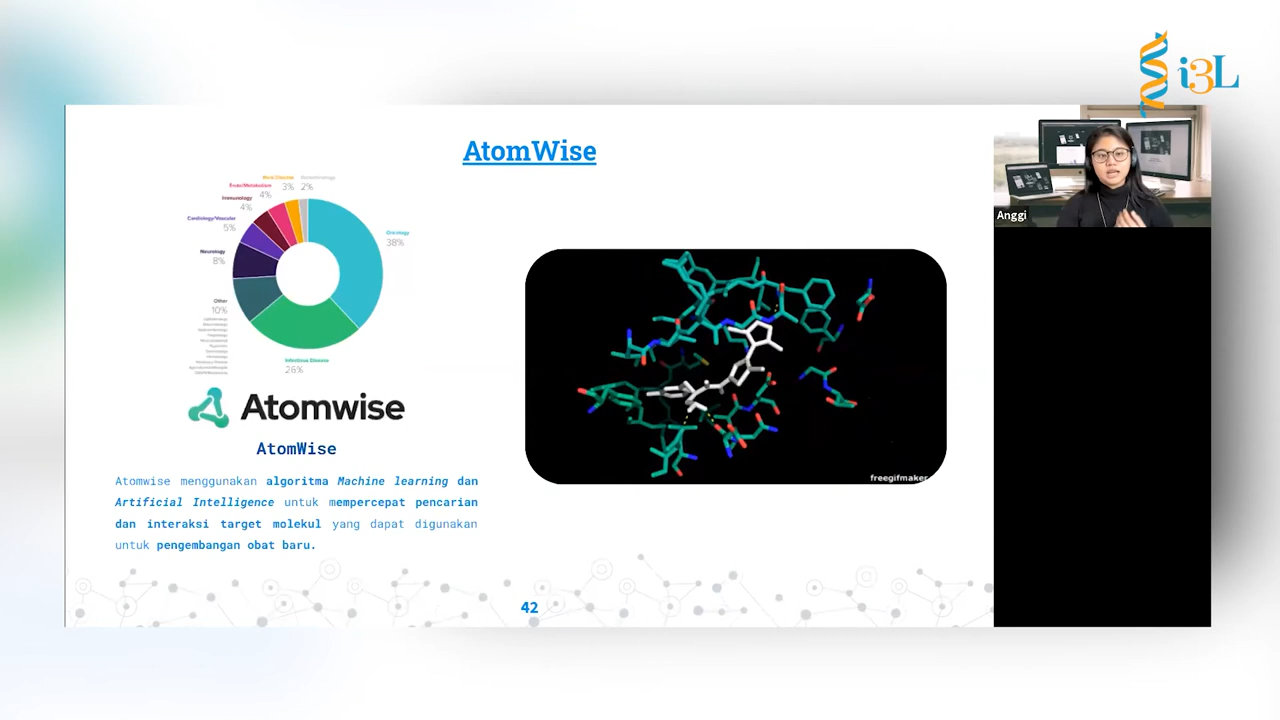 i3L
AtomWise
Rare Disease
3%
2%
Endo/Metabolism
4%
Immunology
4%
Cardiology/Vascular
5%
Neurology
8%
Other
10%
Oncology
38%
Infectious Disease
26%
Atomwise
AtomWise
Atomwise menggunakan algoritma Machine learning dan
Artificial Intelligence untuk mempercepat pencarian
dan interaksi target molekul yang dapat digunakan
untuk pengembangan obat baru.
freegifmaker
42
Anggi